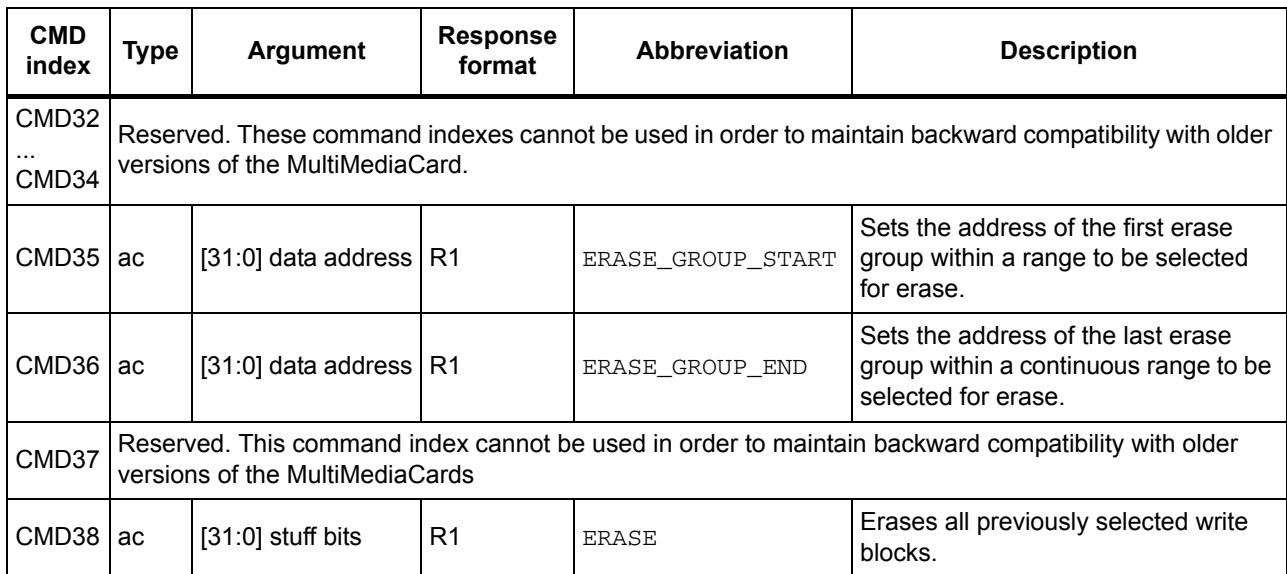 CMD index Type Argument Response format Abbreviation Description
CMD32 ... CMD34 Reserved. These command indexes cannot be used in order to maintain backward compatibility with older
versions of the MultiMediaCard.
CMD35 ac [31:0] data address R1 ERASE_GROUP_START Sets the address of the first erase
group within a range to be selected
for erase.
CMD36 ac [31:0] data address R1 ERASE_GROUP_END Sets the address of the last erase
group within a continuous range to be
selected for erase.
CMD37 Reserved. This command index cannot be used in order to maintain backward compatibility with older
versions of the MultiMediaCards
CMD38 ac [31:0] stuff bits R1 ERASE Erases all previously selected write
blocks.